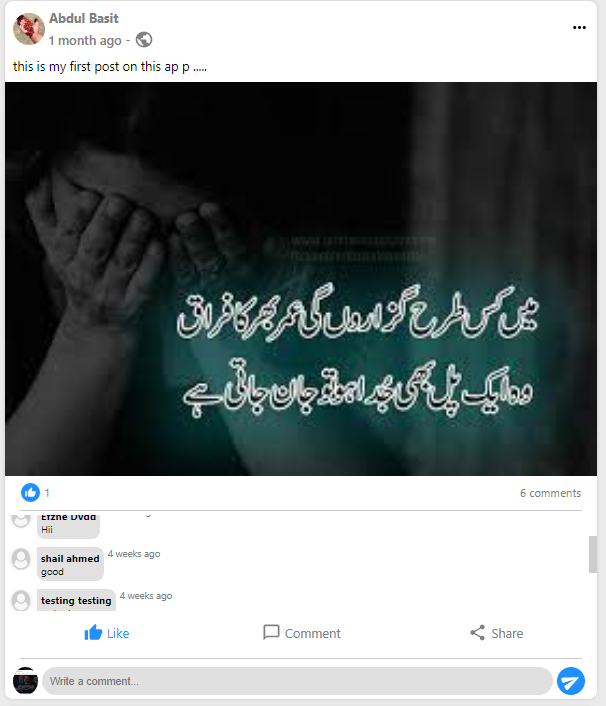 Abdul Basit
1 month ago -
this is my first post on this ap p .....
میں کس طرح گزاروں گی عمر بھر کا فراق
وہ ایک پل بھی جُدا ہو تو جان جاتی ہے
1
6 comments
Efzhe Dvdd
Hii
shail ahmed
4 weeks ago
good
testing testing
4 weeks ago
Like
Comment
Share
Write a comment...